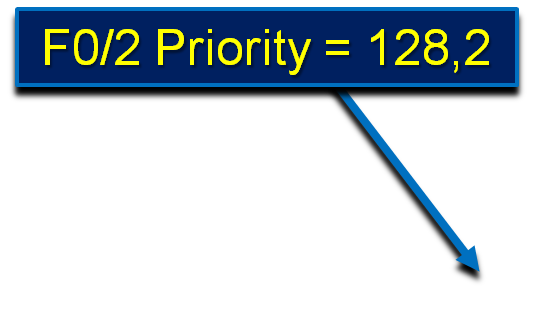 F0/2 Priority = 128,2